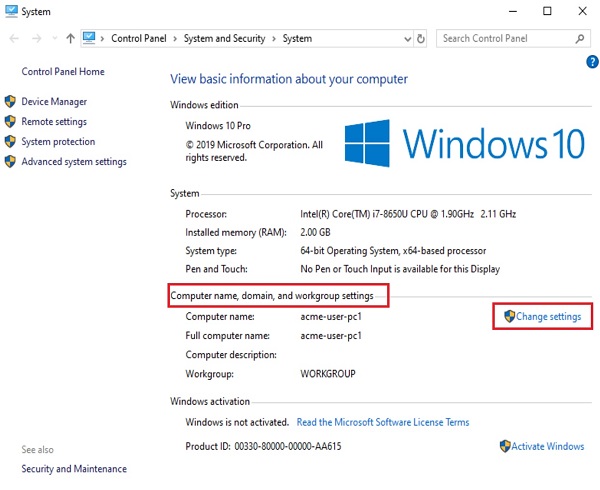 System
Control Panel > System and Security > System
Search Control Panel
Control Panel Home
Device Manager
Remote settings
System protection
Advanced system settings
See also
Security and Maintenance
View basic information about your computer
Windows edition
Windows 10 Pro
© 2019 Microsoft Corporation. All
rights reserved.
Windows 10
System
Processor: Intel(R) Core(TM) i7-8650U CPU @ 1.90GHz 2.11 GHz
Installed memory (RAM): 2.00 GB
System type: 64-bit Operating System, x64-based processor
Pen and Touch: No Pen or Touch Input is available for this Display
Computer name, domain, and workgroup settings
Computer name: acme-user-pc1
Change settings
Full computer name: acme-user-pc1
Computer description:
Workgroup: WORKGROUP
Windows activation
Windows is not activated. Read the Microsoft Software License Terms
Product ID: 00330-80000-00000-AA615
Activate Windows